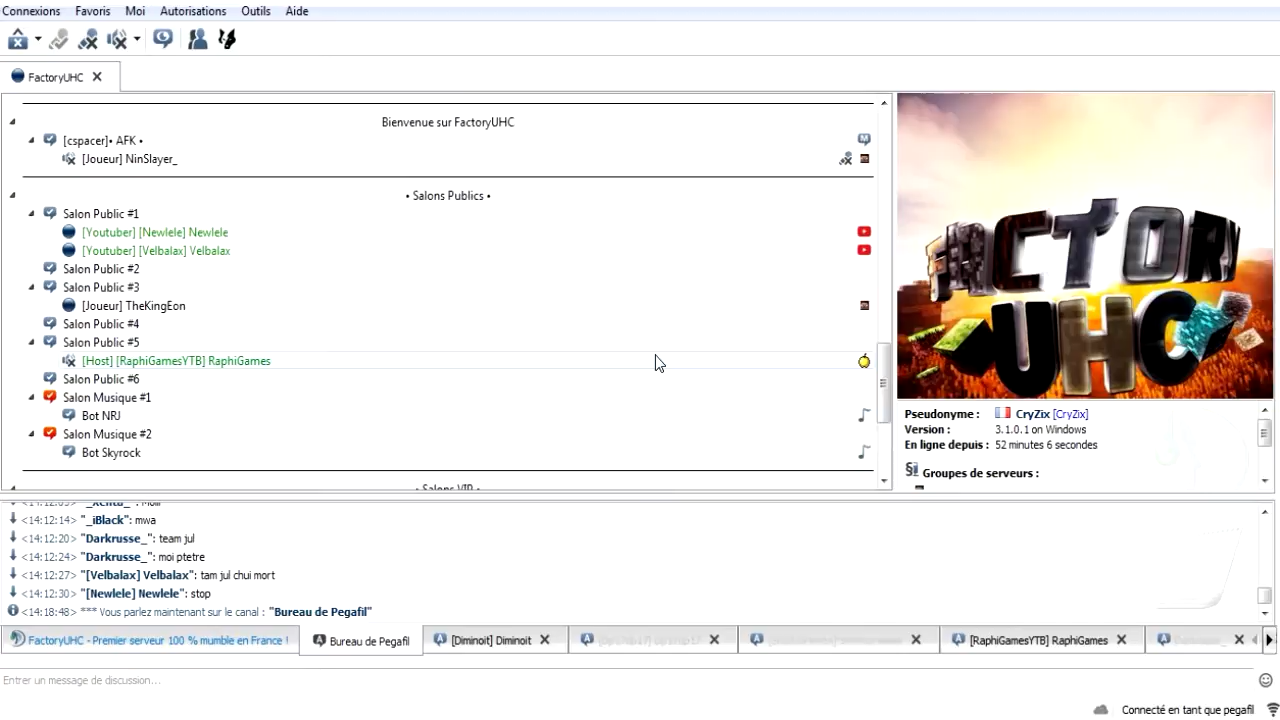 Connexions Favoris Moi Autorisations Outils Aide
FactoryUHC
Bienvenue sur FactoryUHC
[cspacer]• AFK •
[Joueur] NinSlayer_
• Salons Publics •
Salon Public #1
[Youtuber] [Newlele] Newlele
[Youtuber] [Velbalax] Velbalax
Salon Public #2
Salon Public #3
[Joueur] TheKingEon
Salon Public #4
Salon Public #5
[Host] [RaphiGamesYTB] RaphiGames
Salon Public #6
Salon Musique #1
Bot NRJ
Salon Musique #2
Bot Skyrock
• Salons VIP •
FACTORY
UHC
Pseudonyme : CryZix [CryZix]
Version : 3.1.0.1 on Windows
En ligne depuis : 52 minutes 6 secondes
Groupes de serveurs :
<14:12:14> "_iBlack": mwa
<14:12:20> "Darkrusse_": team jul
<14:12:24> "Darkrusse_": moi ptetre
<14:12:27> "[Velbalax] Velbalax": tam jul chui mort
<14:12:30> "[Newlele] Newlele": stop
<14:18:48> *** Vous parlez maintenant sur le canal : "Bureau de Pegafil"
FactoryUHC - Premier serveur 100 % mumble en France ! Bureau de Pegafil [Diminoit] Diminoit [RaphiGamesYTB] RaphiGames
Entrer un message de discussion...
Connecté en tant que pegafil